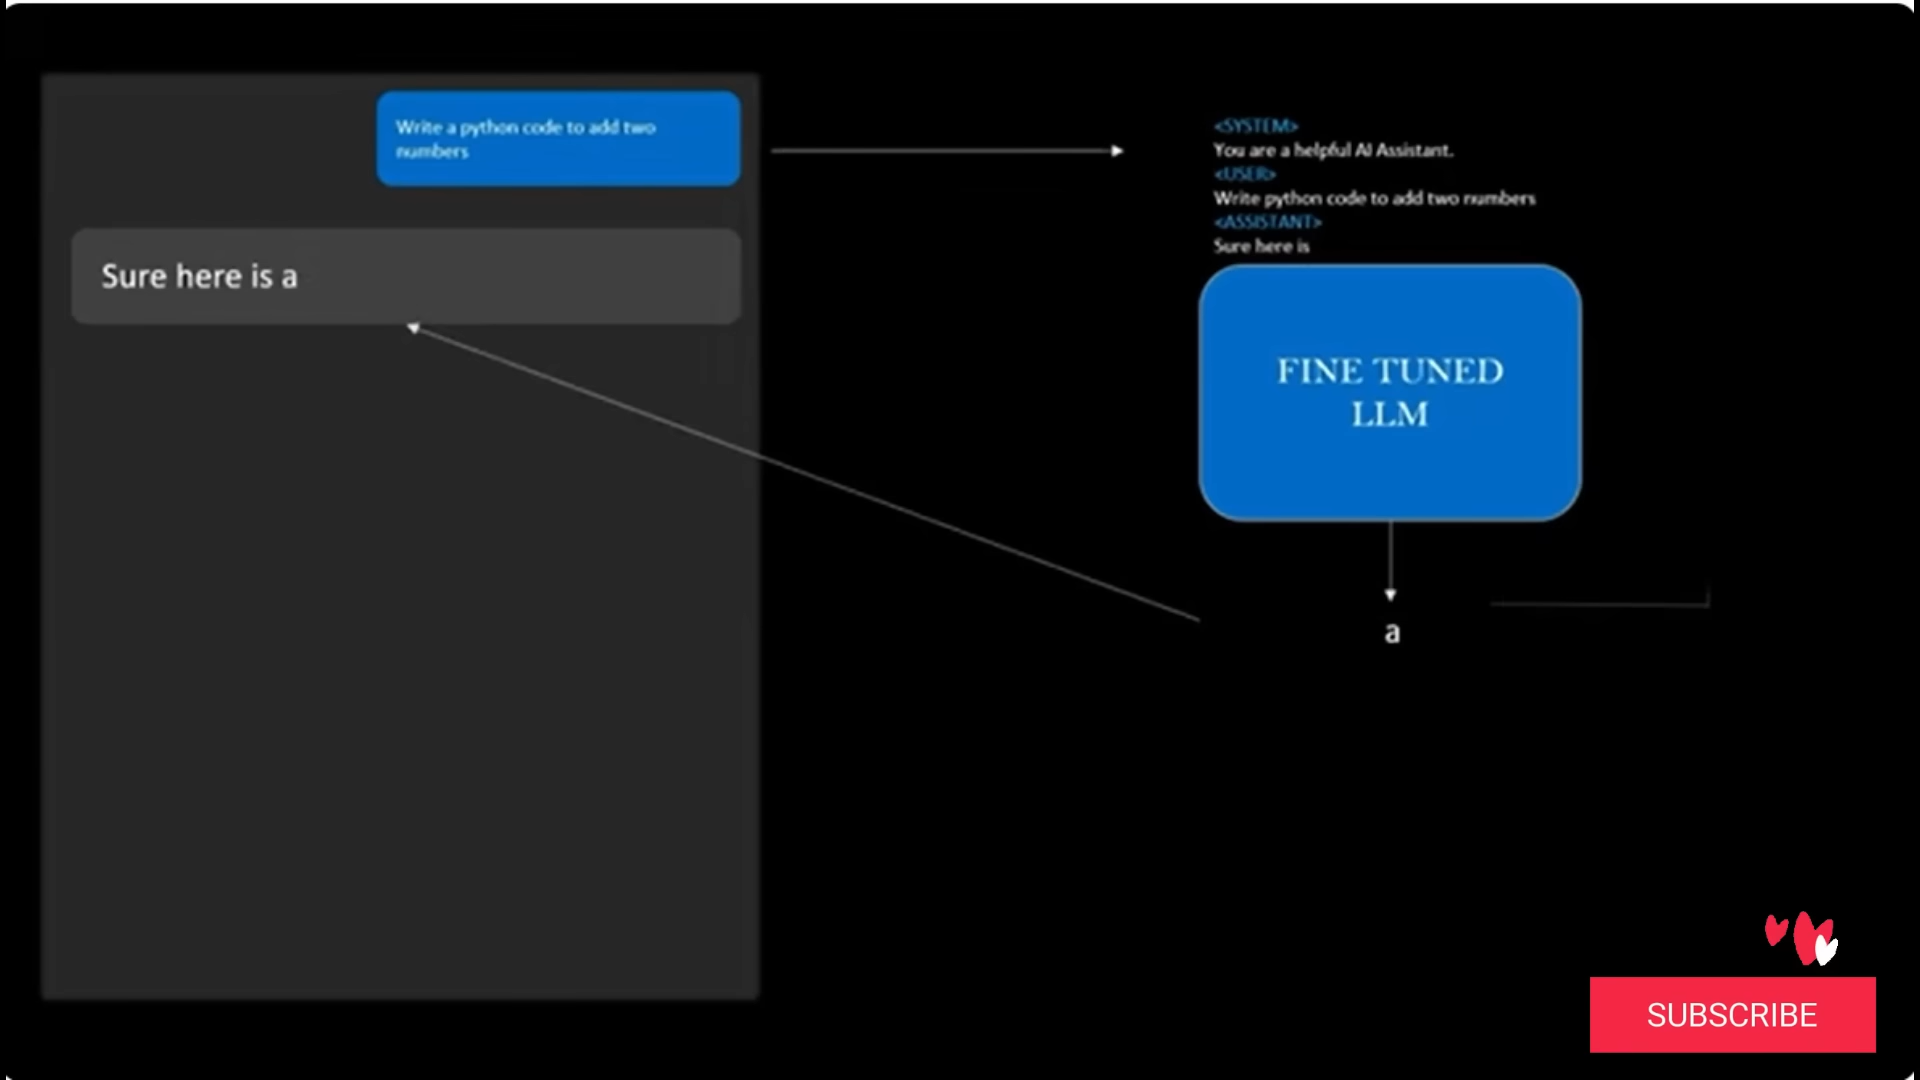 Write a python code to add two
numbers
Sure here is a
<SYSTEM>
You are a helpful AI Assistant.
<USER>
Write python code to add two numbers
<ASSISTANT>
Sure here is
FINE TUNED
LLM
a
SUBSCRIBE